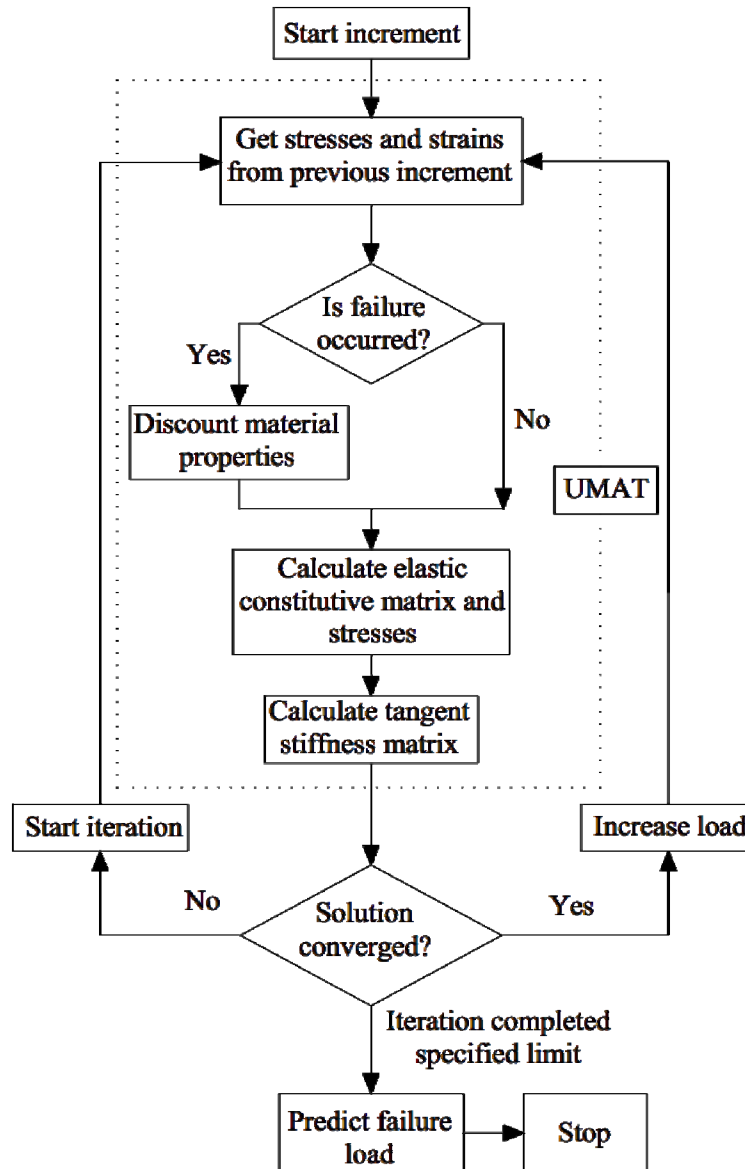 Start increment
Get stresses and strains
from previous increment
Is failure
occurred?
Yes
No
Discount material
properties
UMAT
Calculate elastic
constitutive matrix and
stresses
Calculate tangent
stiffness matrix
Start iteration
Increase load
No
Solution
converged?
Yes
Iteration completed
specified limit
Predict failure
load
Stop